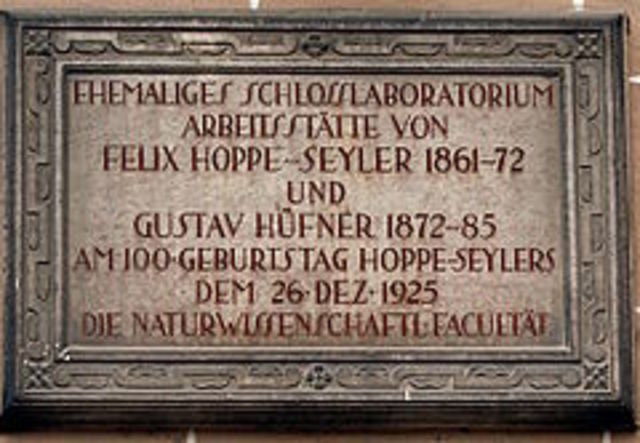 EHEMALIGES SCHLOSSLABORATORIUM
ARBEITSSTÄTTE VON
FELIX HOPPE-SEYLER 1861-72
UND
GUSTAV HÜFNER 1872-85
AM 100·GEBURTSTAG HOPPE-SEYLERS
DEM 26·DEZ·1925
DIE NATURWISSENSCHAFTL·FACULTÄT